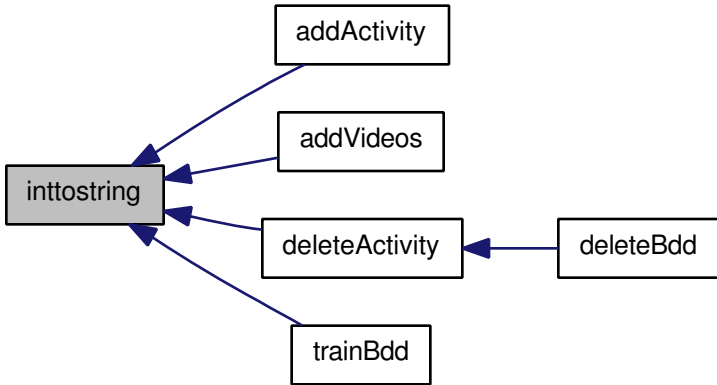 addActivity
addVideos
inttostring
deleteActivity
deleteBdd
trainBdd